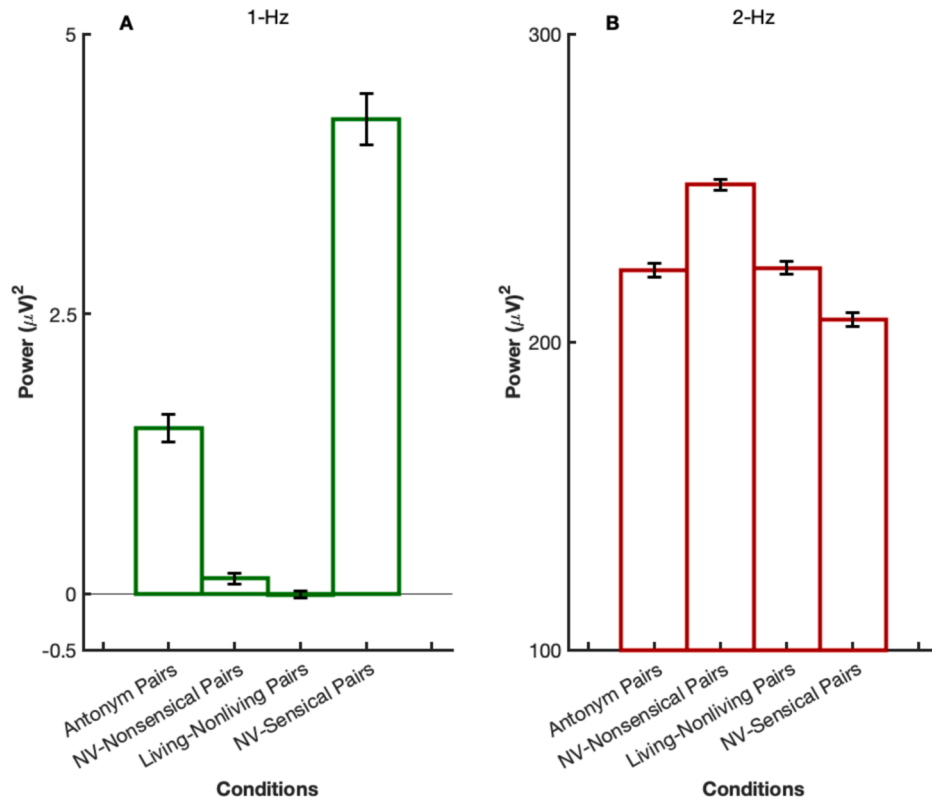 A
1-Hz
5
2.5
0
-0.5
Power (μV)²
Antonym Pairs
NV-Nonsensical Pairs
Living-Nonliving Pairs
NV-Sensical Pairs
Conditions
B
2-Hz
300
200
100
Power (μV)²
Antonym Pairs
NV-Nonsensical Pairs
Living-Nonliving Pairs
NV-Sensical Pairs
Conditions